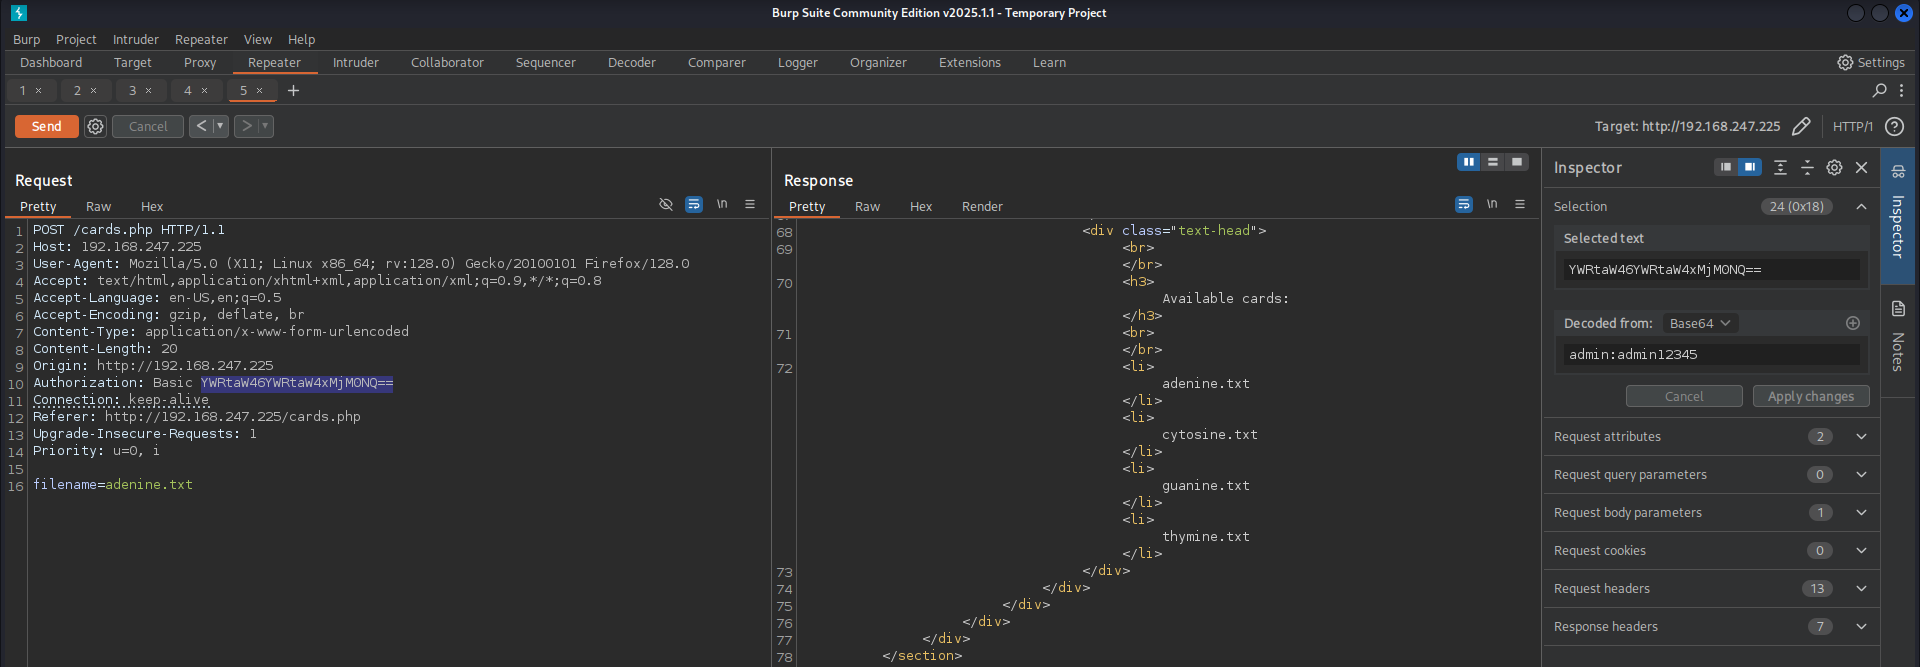 Burp Suite Community Edition v2025.1.1 - Temporary Project
Burp Project Intruder Repeater View Help
Dashboard Target Proxy Repeater Intruder Collaborator Sequencer Decoder Comparer Logger Organizer Extensions Learn Settings
1 × 2 × 3 × 4 × 5 × +
Send Cancel < > Target: http://192.168.247.225 HTTP/1 ?
Request
Pretty Raw Hex \n
1 POST /cards.php HTTP/1.1
2 Host: 192.168.247.225
3 User-Agent: Mozilla/5.0 (X11; Linux x86_64; rv:128.0) Gecko/20100101 Firefox/128.0
4 Accept: text/html,application/xhtml+xml,application/xml;q=0.9,*/*;q=0.8
5 Accept-Language: en-US,en;q=0.5
6 Accept-Encoding: gzip, deflate, br
7 Content-Type: application/x-www-form-urlencoded
8 Content-Length: 20
9 Origin: http://192.168.247.225
10 Authorization: Basic YWRtaW46YWRtaW4xMjM0NQ==
11 Connection: keep-alive
12 Referer: http://192.168.247.225/cards.php
13 Upgrade-Insecure-Requests: 1
14 Priority: u=0, i
15
16 filename=adenine.txt
Response
Pretty Raw Hex Render \n
68 <div class="text-head">
69 <br>
</br>
70 <h3>
Available cards:
</h3>
71 <br>
</br>
72 <li>
adenine.txt
</li>
<li>
cytosine.txt
</li>
<li>
guanine.txt
</li>
<li>
thymine.txt
</li>
73 </div>
74 </div>
75 </div>
76 </div>
77 </div>
78 </section>
Inspector
Selection 24 (0x18)
Selected text
YWRtaW46YWRtaW4xMjM0NQ==
Decoded from: Base64
admin:admin12345
Cancel Apply changes
Request attributes 2
Request query parameters 0
Request body parameters 1
Request cookies 0
Request headers 13
Response headers 7
Inspector
Notes